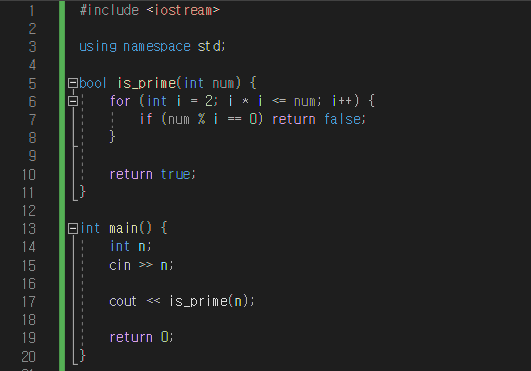 1 #include <iostream>
2
3 using namespace std;
4
5 bool is_prime(int num) {
6 for (int i = 2; i * i <= num; i++) {
7 if (num % i == 0) return false;
8 }
9
10 return true;
11 }
12
13 int main() {
14 int n;
15 cin >> n;
16
17 cout << is_prime(n);
18
19 return 0;
20 }